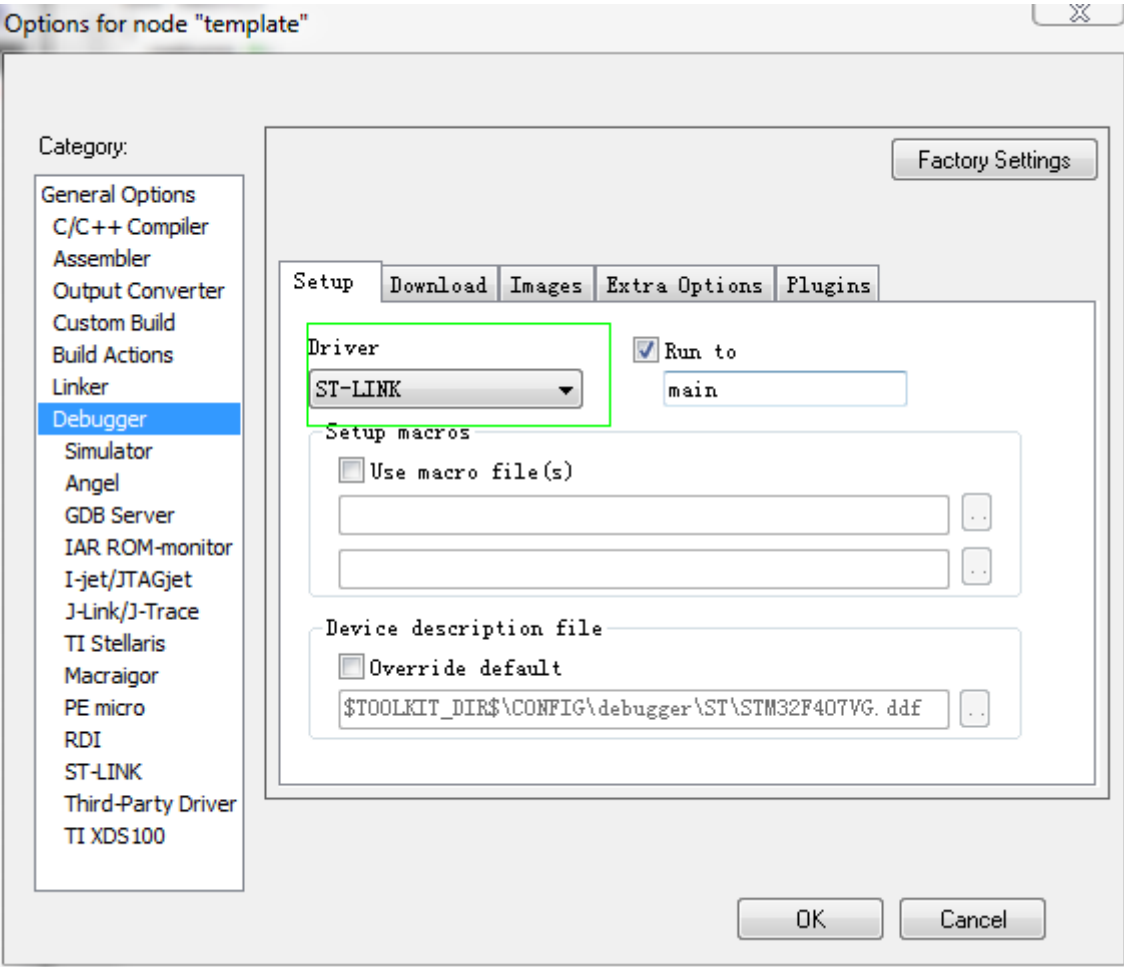 Options for node "template"
Category:
Factory Settings
General Options
C/C++ Compiler
Assembler
Output Converter
Custom Build
Build Actions
Linker
Debugger
Simulator
Angel
GDB Server
IAR ROM-monitor
I-jet/JTAGjet
J-Link/J-Trace
TI Stellaris
Macraigor
PE micro
RDI
ST-LINK
Third-Party Driver
TI XDS100
Setup Download Images Extra Options Plugins
Driver
ST-LINK
Run to
main
Setup macros
Use macro file(s)
..
..
Device description file
Override default
$TOOLKIT_DIR$\CONFIG\debugger\ST\STM32F407VG.ddf
..
OK Cancel